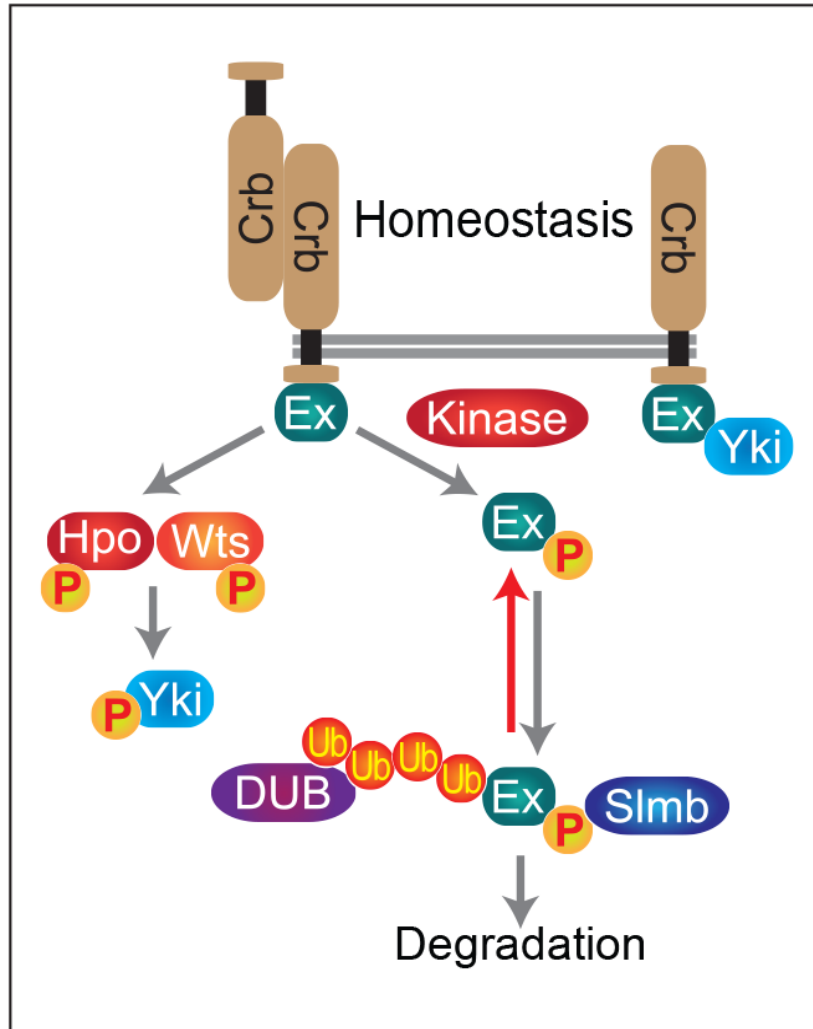 Crb
Crb
Homeostasis
Crb
Ex
Kinase
Ex
Yki
Hpo
Wts
P
P
Ex
P
P
Yki
Ub
Ub
Ub
Ub
DUB
Ex
P
Slmb
Degradation